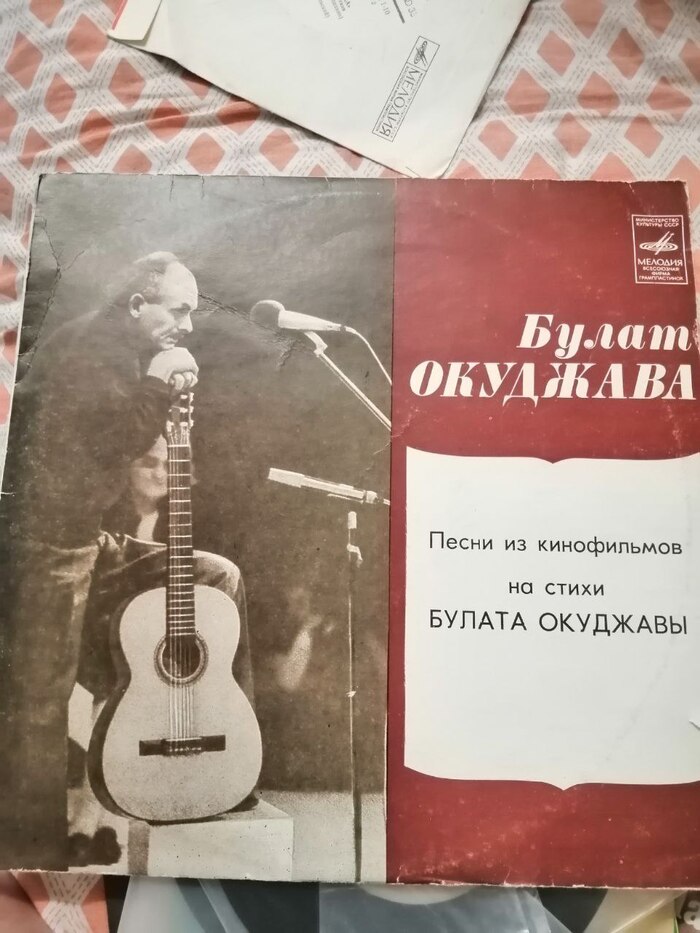 МЕЛОДИЯ
МИНИСТЕРСТВО
КУЛЬТУРЫ СССР
МЕЛОДИЯ
ВСЕСОЮЗНАЯ
ФИРМА
ГРАМПЛАСТИНОК
Булат
ОКУДЖАВА
Песни из кинофильмов
на стихи
БУЛАТА ОКУДЖАВЫ